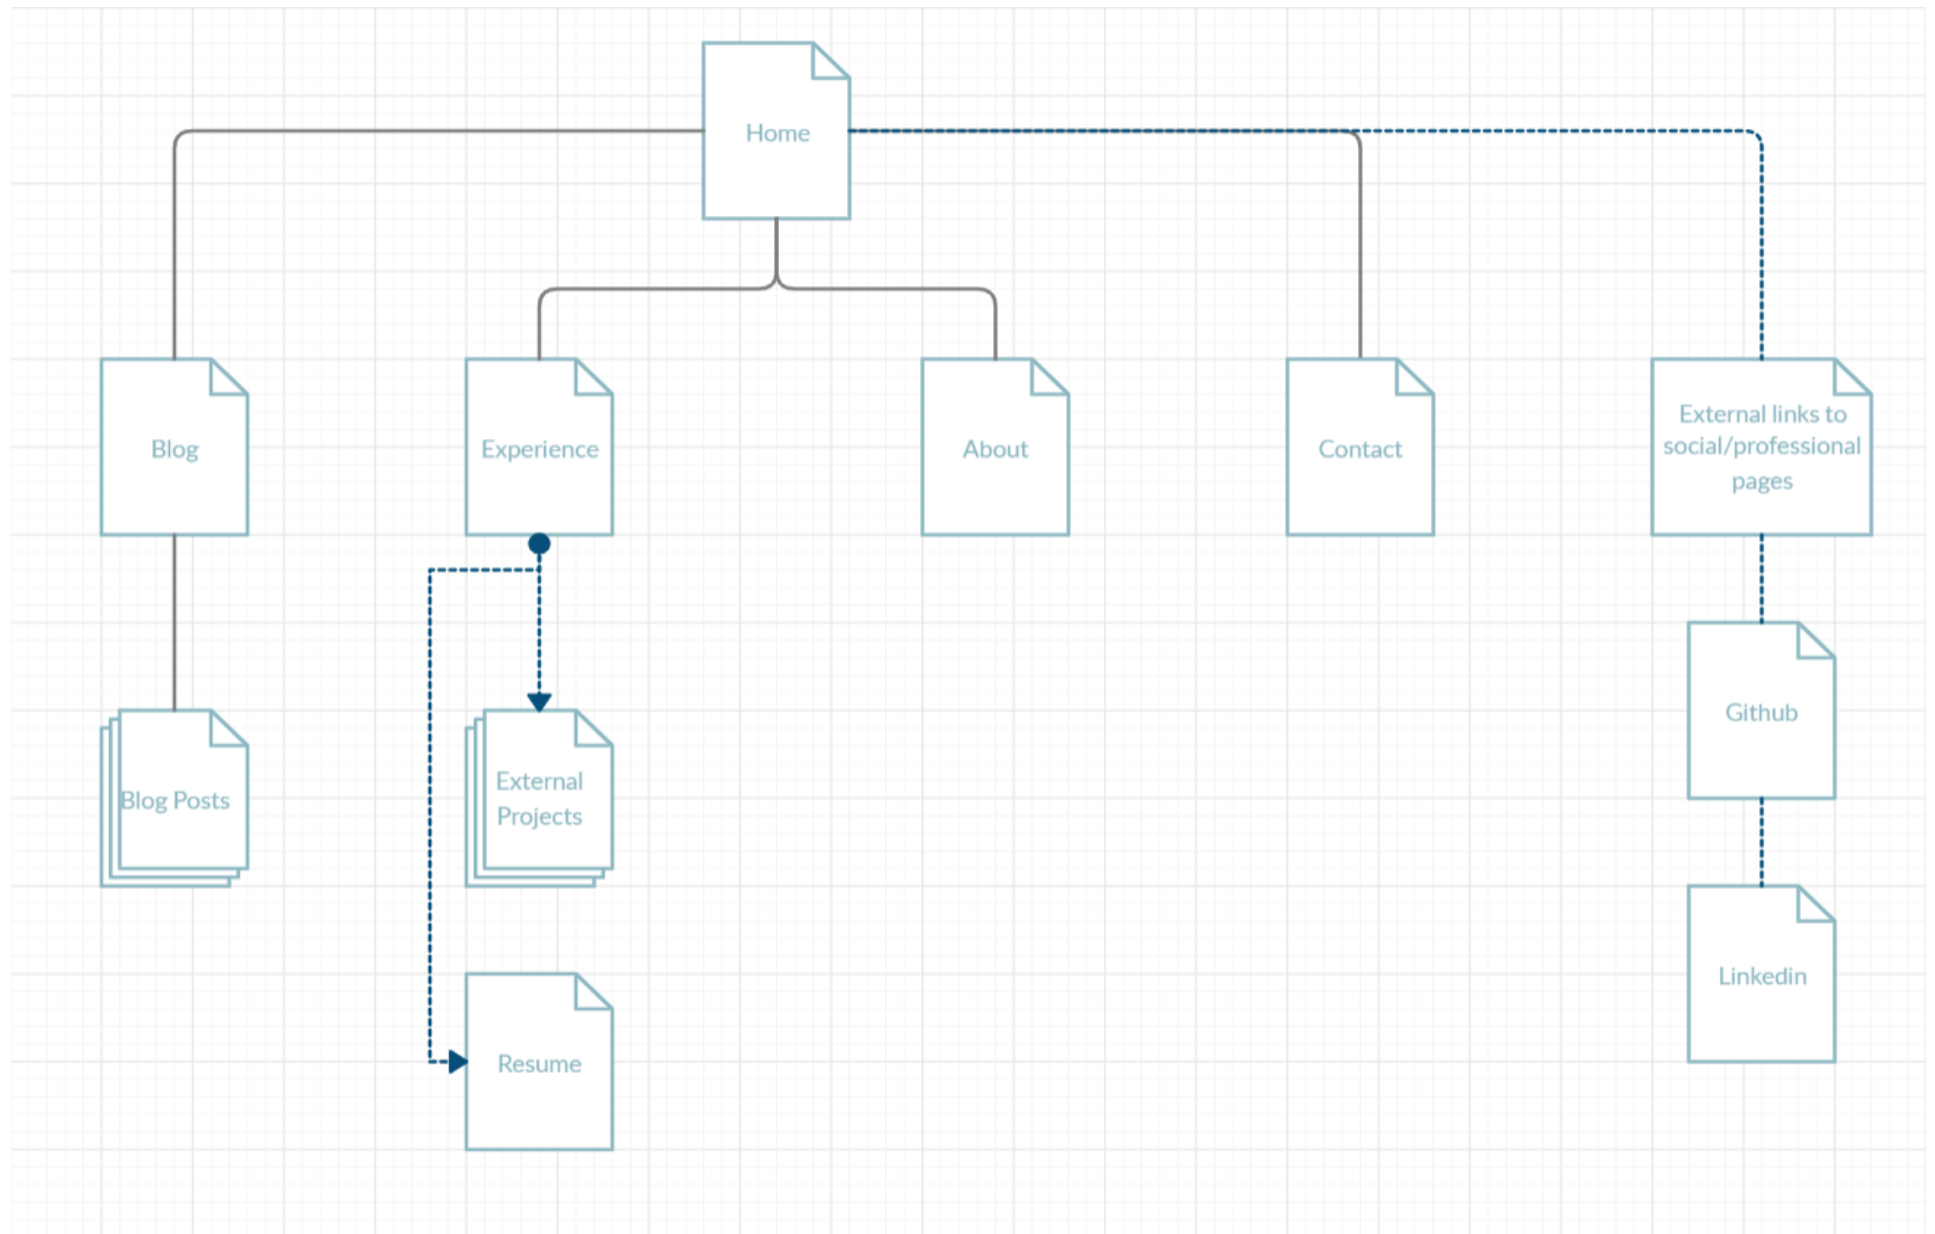 Home
Blog
Experience
About
Contact
External links to
social/professional
pages
Github
Blog Posts
External
Projects
Linkedin
Resume